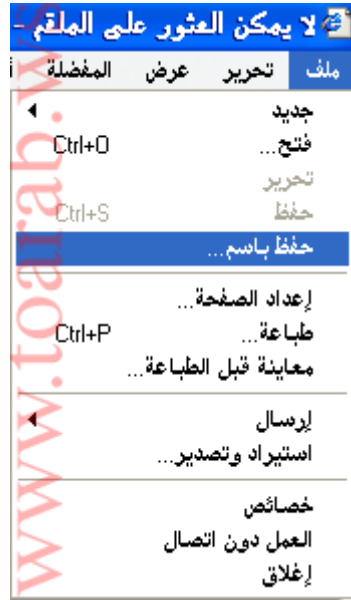 لا يمكن العثور على الملقم -
ملف تحرير عرض المفضلة أ
جديد
فتح... Ctrl+O
تحرير
حفظ Ctrl+S
حفظ باسم...
إعداد الصفحة...
طباعة... Ctrl+P
معاينة قبل الطباعة...
إرسال
استيراد وتصدير...
خصائص
العمل دون اتصال
إغلاق
www.toarab.ws